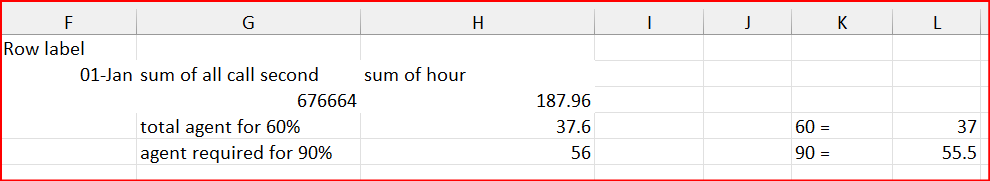 F G H I J K L
Row label
01-Jan sum of all call second sum of hour
676664 187.96
total agent for 60% 37.6 60 = 37
agent required for 90% 56 90 = 55.5